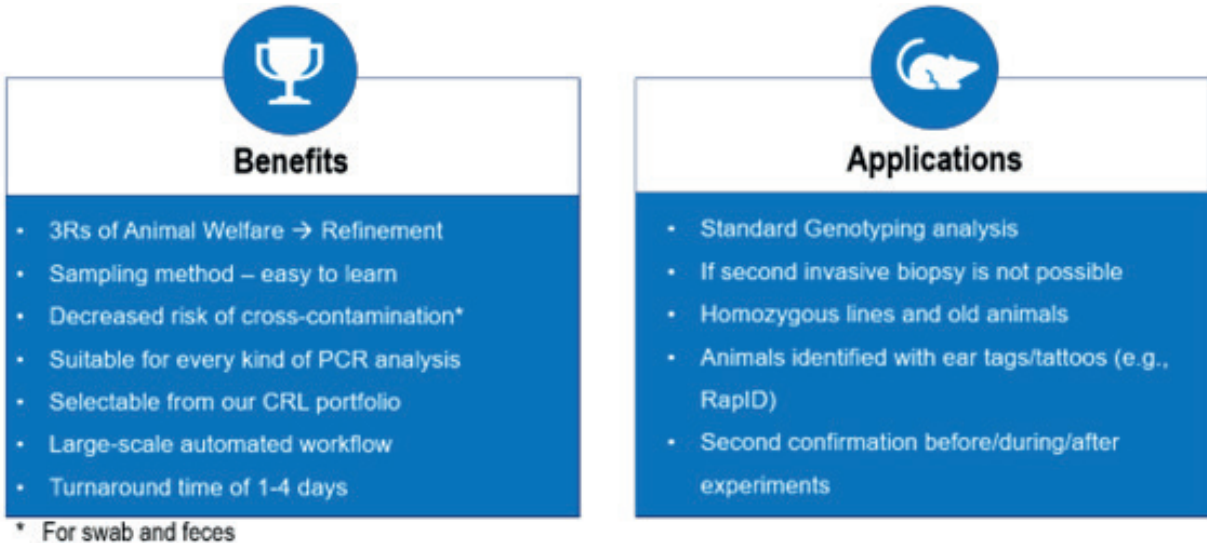 Benefits
• 3Rs of Animal Welfare → Refinement
• Sampling method – easy to learn
• Decreased risk of cross-contamination*
• Suitable for every kind of PCR analysis
• Selectable from our CRL portfolio
• Large-scale automated workflow
• Turnaround time of 1-4 days
* For swab and feces
Applications
• Standard Genotyping analysis
• If second invasive biopsy is not possible
• Homozygous lines and old animals
• Animals identified with ear tags/tattoos (e.g.,
RapID)
• Second confirmation before/during/after
experiments